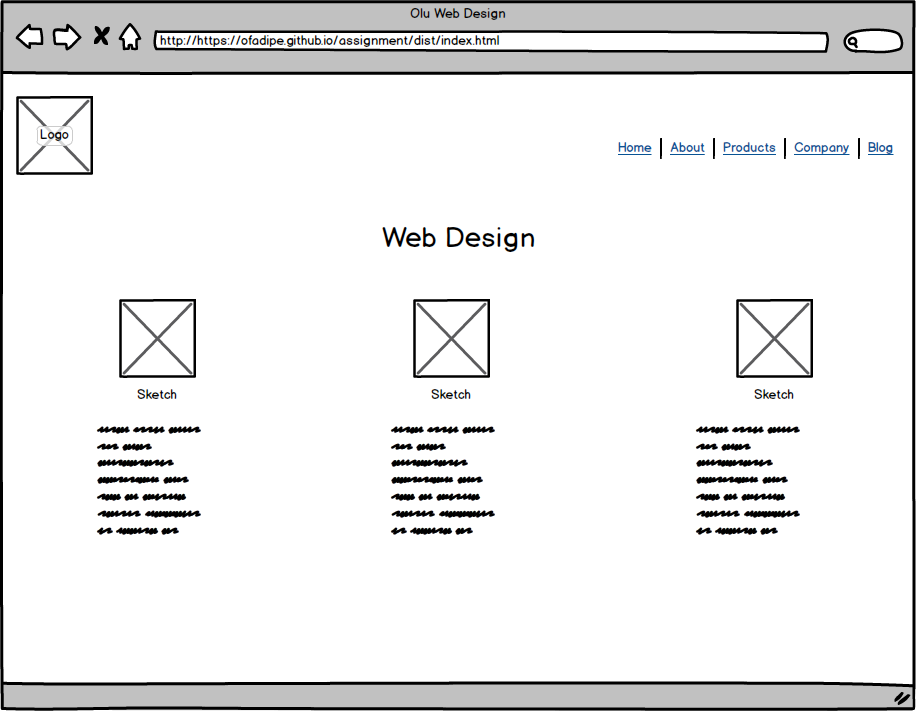 Olu Web Design
http://https://ofadipe.github.io/assignment/dist/index.html
Logo
Home About Products Company Blog
Web Design
Sketch Sketch Sketch